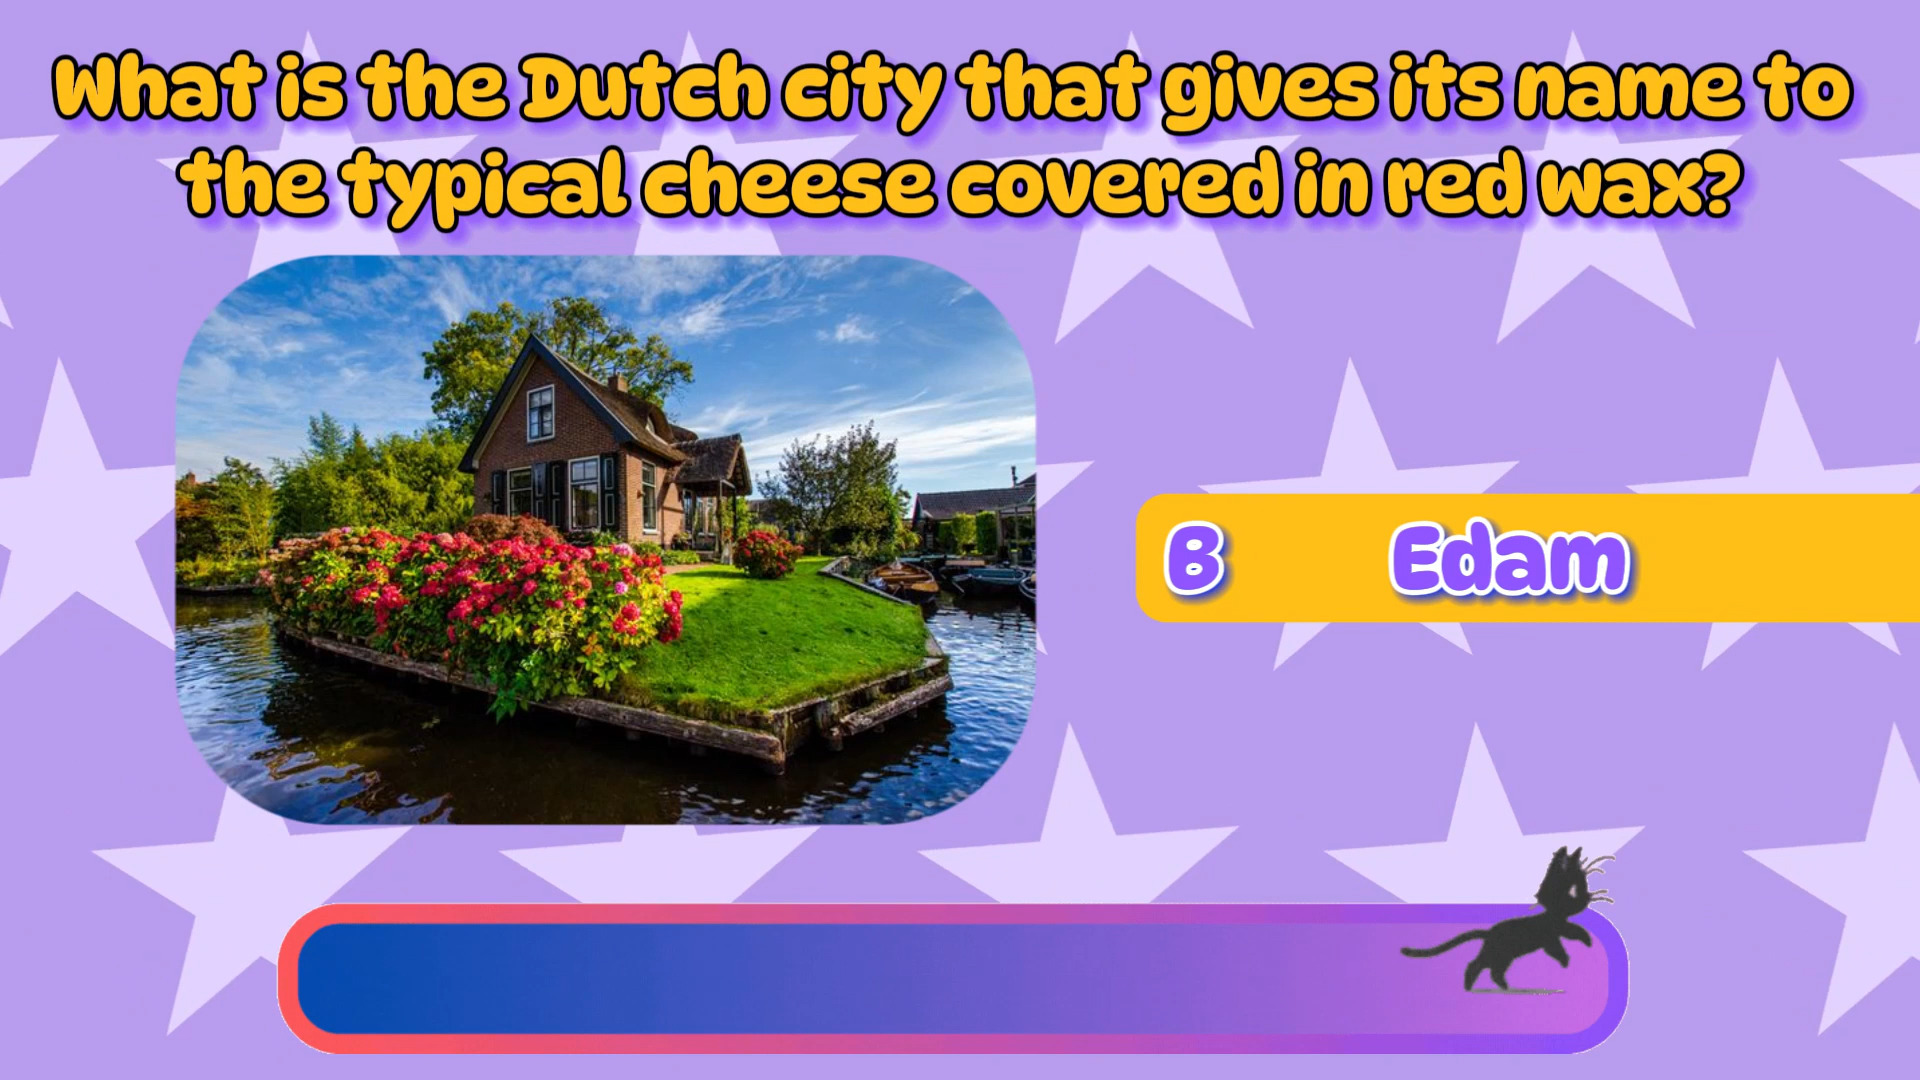 What is the Dutch city that gives its name to
the typical cheese covered in red wax?
B Edam